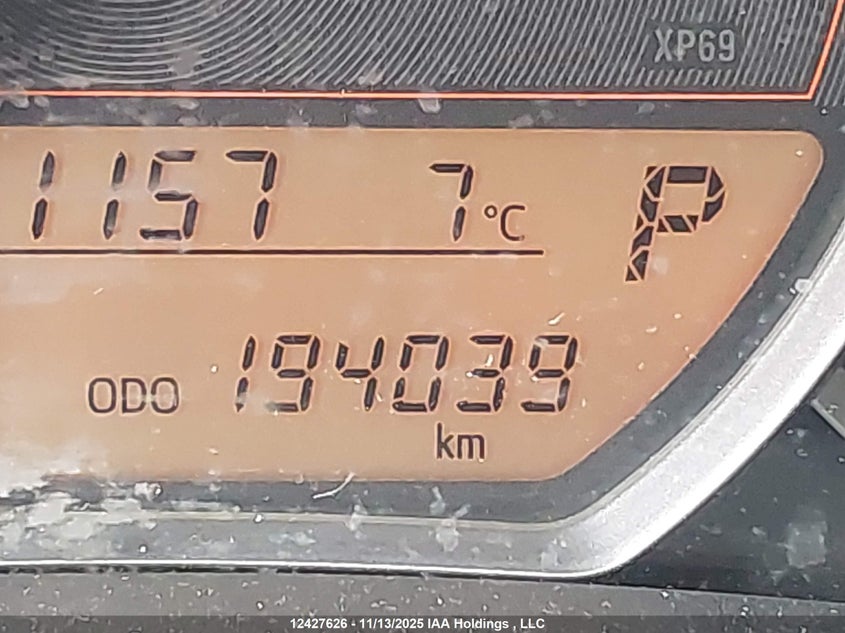 XP69
1157 7°C P
ODO 194039
km
12427626 - 11/13/2025 IAA Holdings , LLC